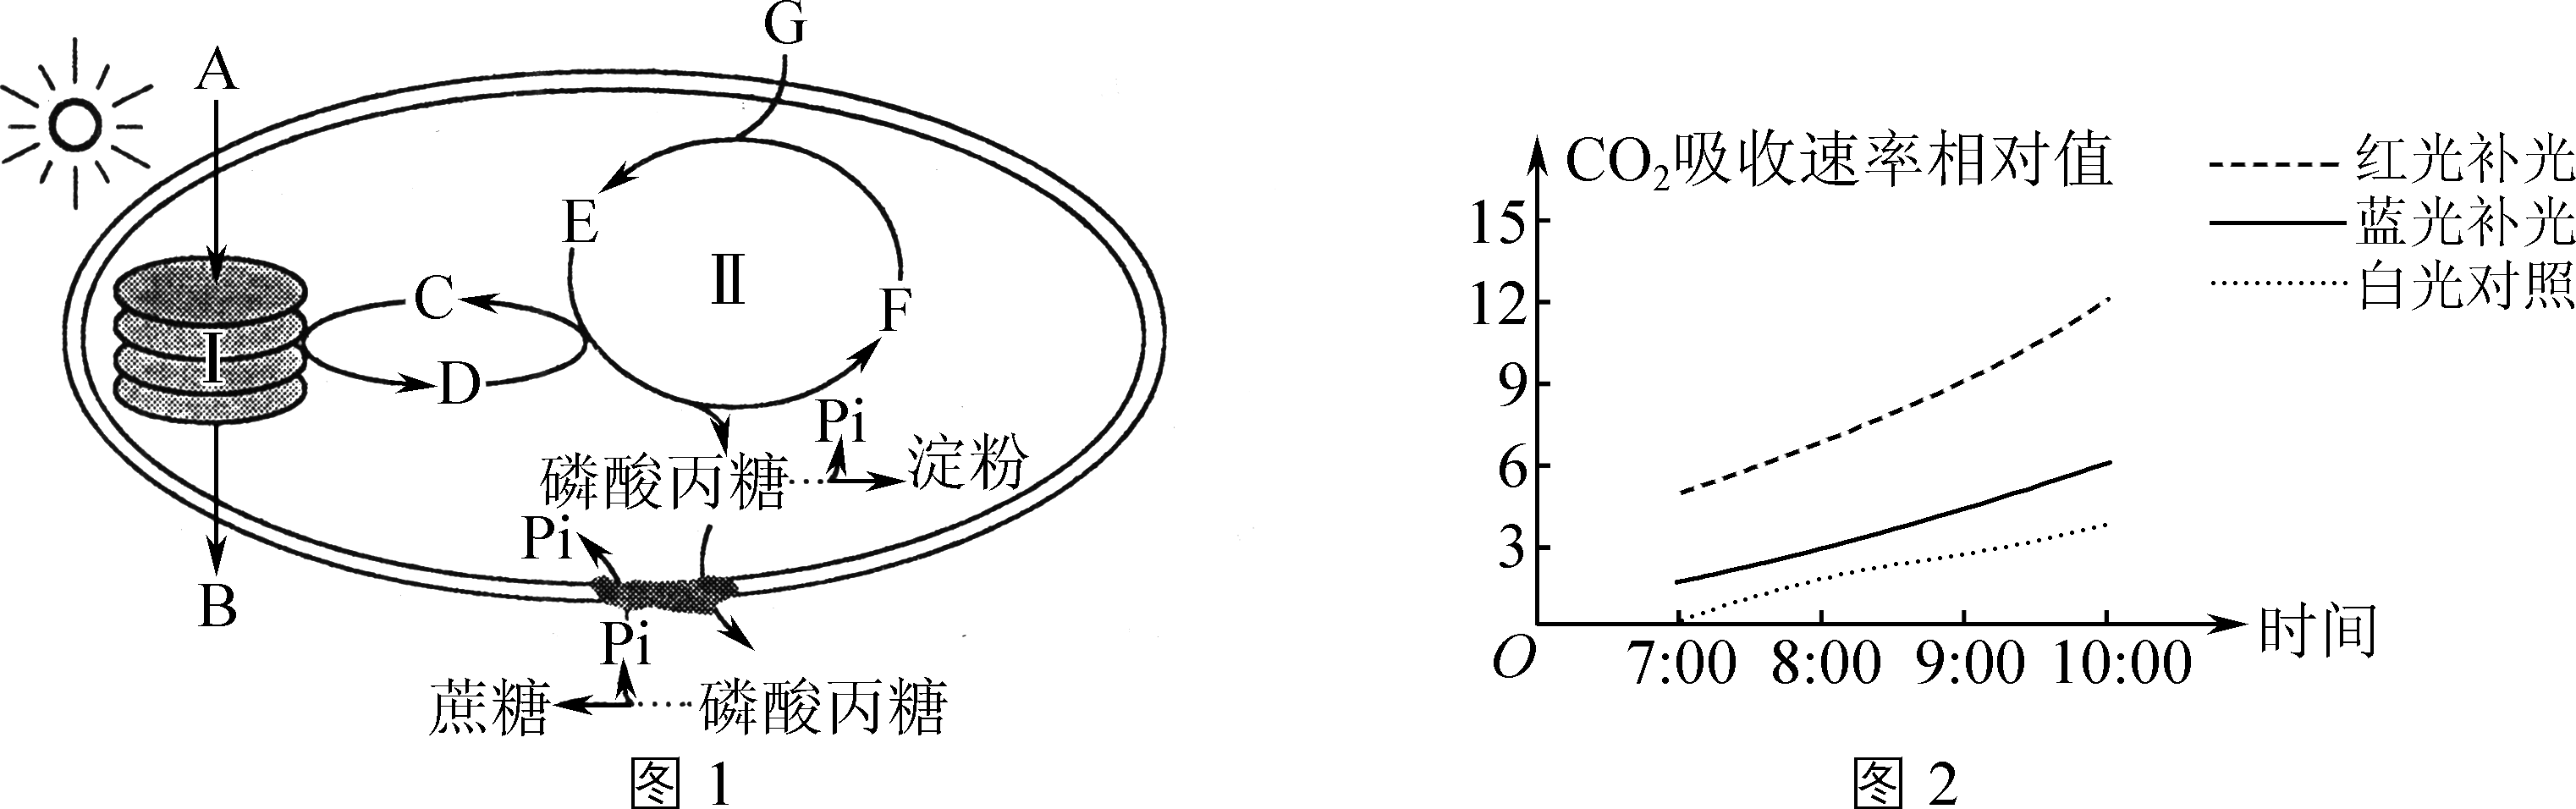 G
A
E
Ⅱ
C
F
Ⅰ
D
Pi
淀粉
磷酸丙糖
Pi
B
Pi
蔗糖
磷酸丙糖
图 1
CO₂吸收速率相对值
红光补光
蓝光补光
白光对照
15
12
9
6
3
O
7:00 8:00 9:00 10:00
时间
图 2